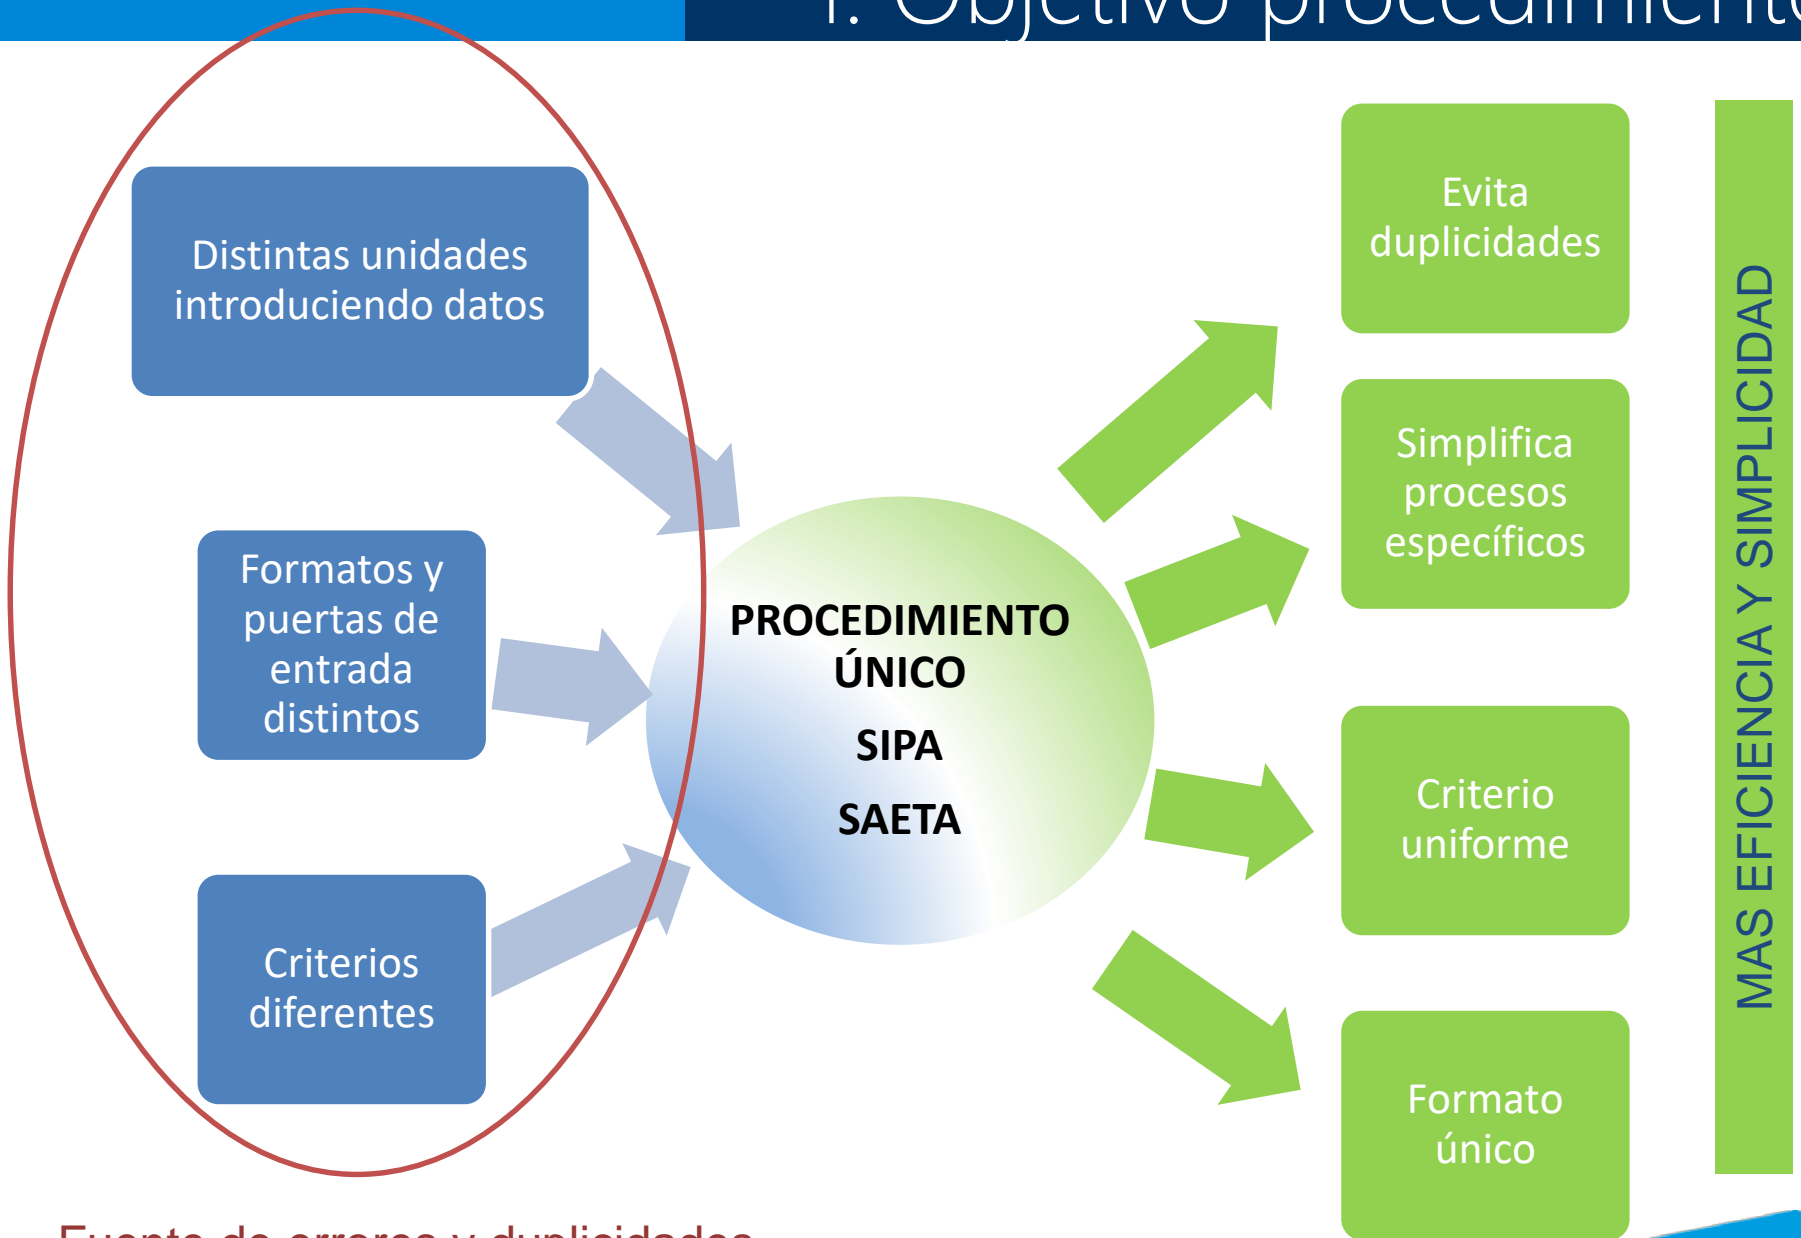 1. Objetivo procedimiento
Distintas unidades
introduciendo datos
Formatos y
puertas de
entrada
distintos
Criterios
diferentes
PROCEDIMIENTO
ÚNICO
SIPA
SAETA
Evita
duplicidades
Simplifica
procesos
específicos
Criterio
uniforme
Formato
único
MAS EFICIENCIA Y SIMPLICIDAD
Fuente de errores y duplicidades